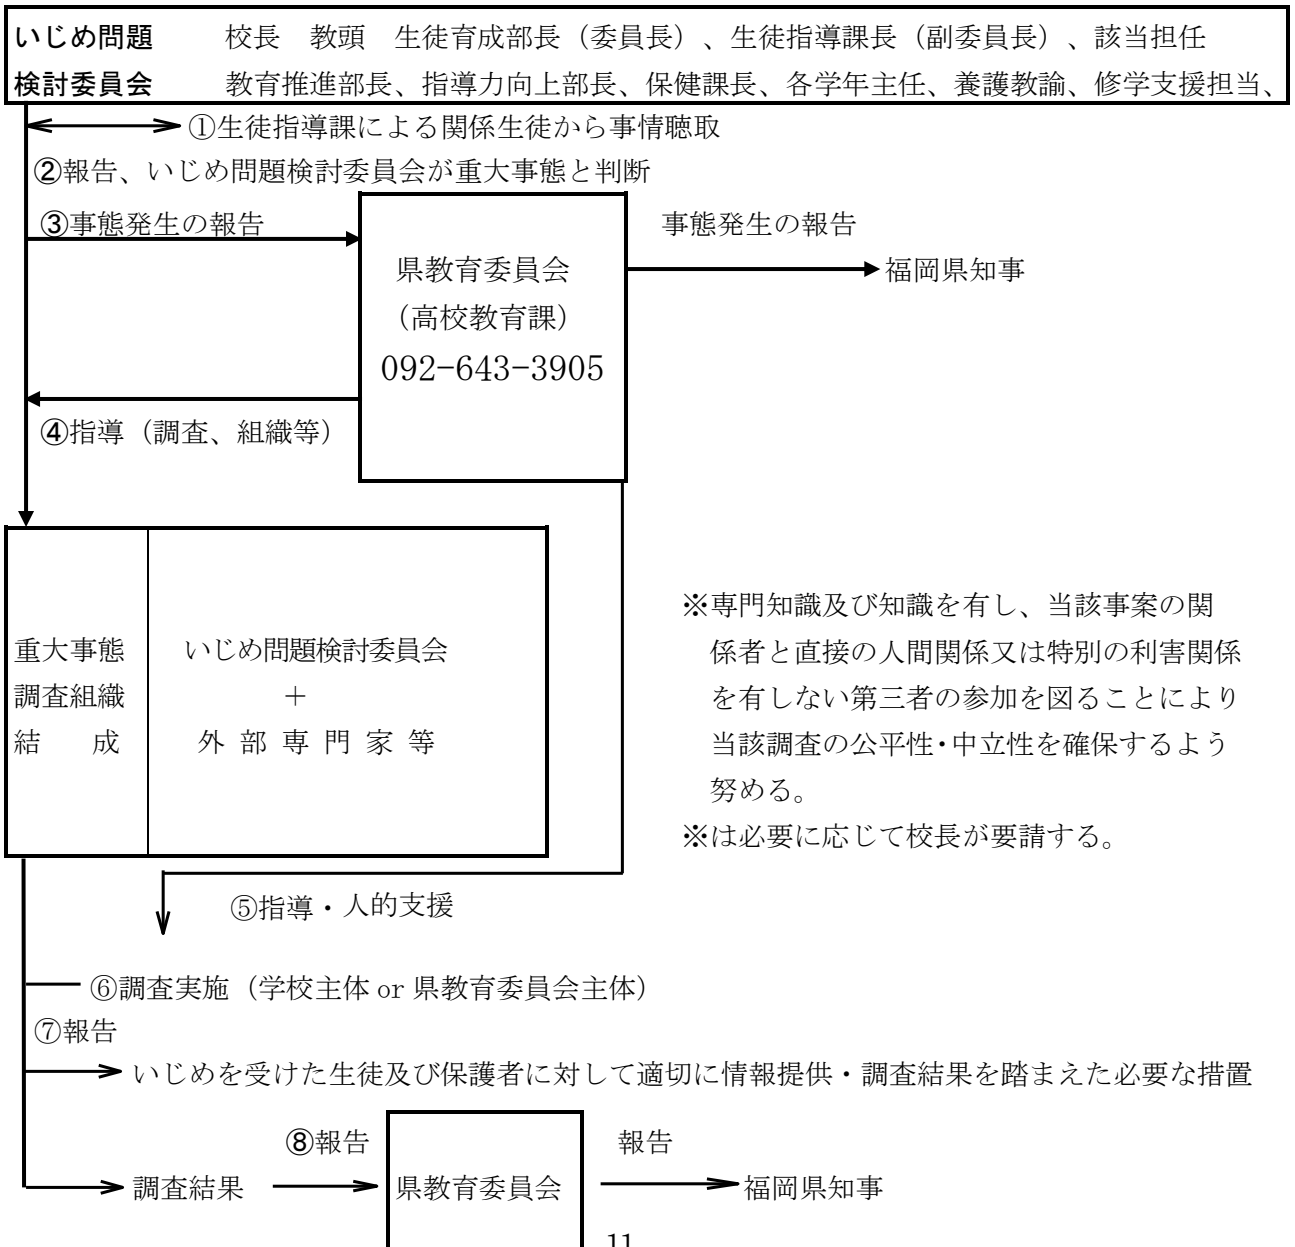 いじめ問題　校長　教頭　生徒育成部長（委員長）、生徒指導課長（副委員長）、該当担任
検討委員会　教育推進部長、指導力向上部長、保健課長、各学年主任、養護教諭、修学支援担当、
①生徒指導課による関係生徒から事情聴取
②報告、いじめ問題検討委員会が重大事態と判断
③事態発生の報告
事態発生の報告
県教育委員会
福岡県知事
（高校教育課）
092-643-3905
④指導（調査、組織等）
重大事態
調査組織
結　成
いじめ問題検討委員会
＋
外部専門家等
※専門知識及び知識を有し、当該事案の関
係者と直接の人間関係又は特別の利害関係
を有しない第三者の参加を図ることにより
当該調査の公平性・中立性を確保するよう
努める。
※は必要に応じて校長が要請する。
⑤指導・人的支援
⑥調査実施（学校主体 or 県教育委員会主体）
⑦報告
いじめを受けた生徒及び保護者に対して適切に情報提供・調査結果を踏まえた必要な措置
⑧報告
報告
調査結果
県教育委員会
福岡県知事
11